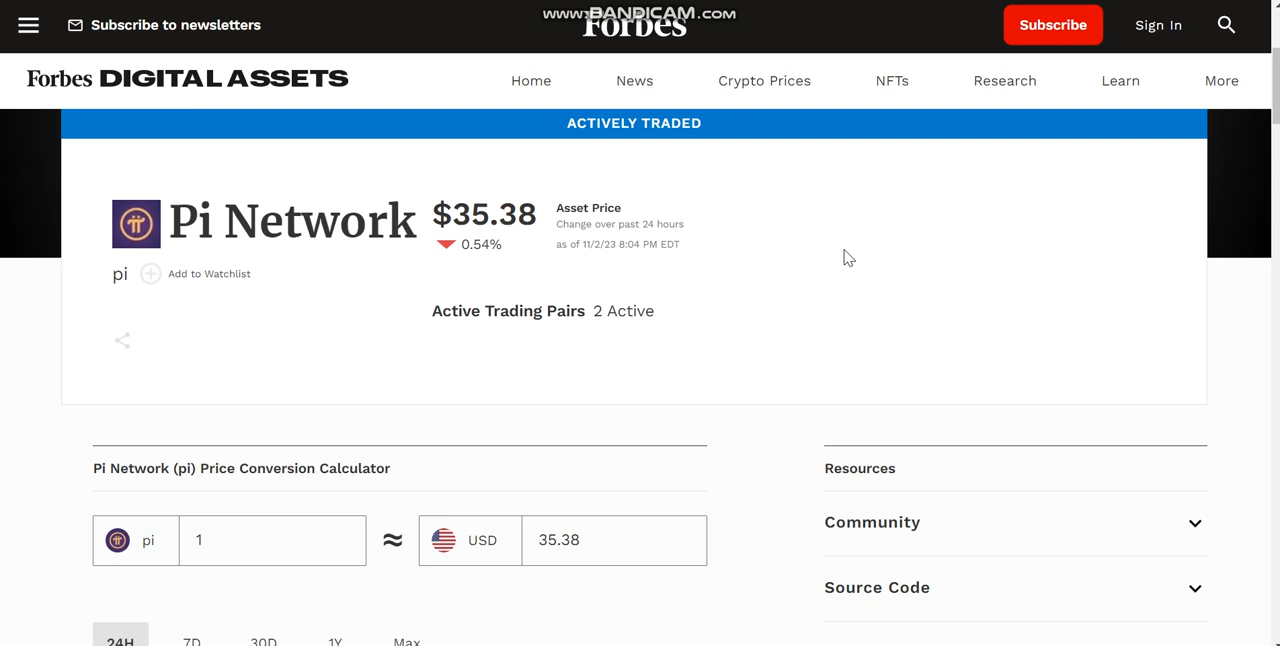 www.BANDICAM.com
Subscribe to newsletters
Forbes
Subscribe
Sign In
Forbes DIGITAL ASSETS
Home
News
Crypto Prices
NFTs
Research
Learn
More
ACTIVELY TRADED
Pi Network
$35.38
0.54%
Asset Price
Change over past 24 hours
as of 11/2/23 8:04 PM EDT
pi
Add to Watchlist
Active Trading Pairs 2 Active
Pi Network (pi) Price Conversion Calculator
pi
1
≈
USD
35.38
Resources
Community
Source Code
24H
7D
30D
1Y
Max